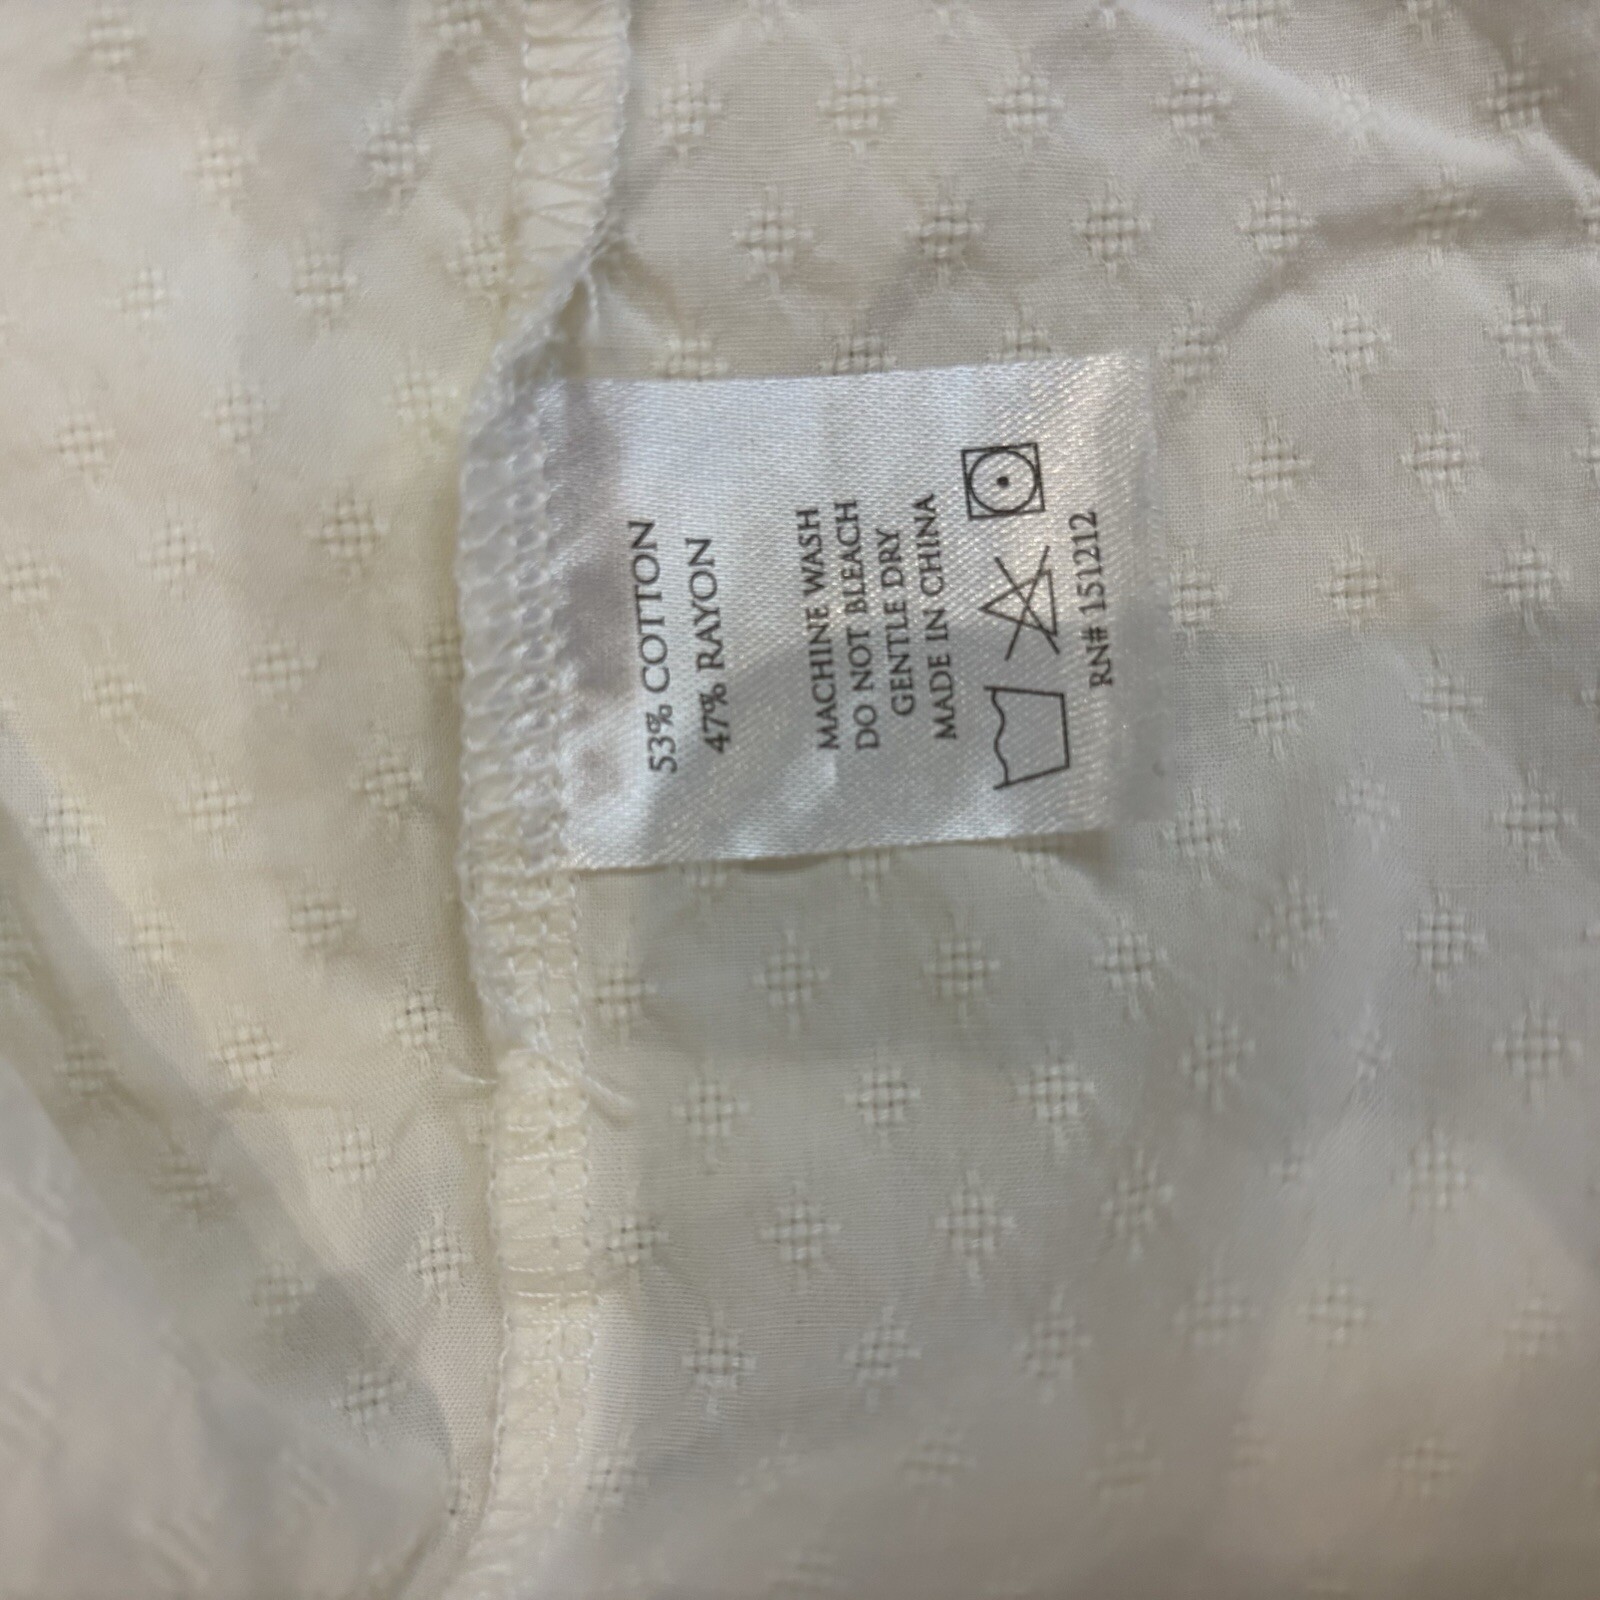 53% COTTON
47% RAYON
MACHINE WASH
DO NOT BLEACH
GENTLE DRY
MADE IN CHINA
RN# 151212